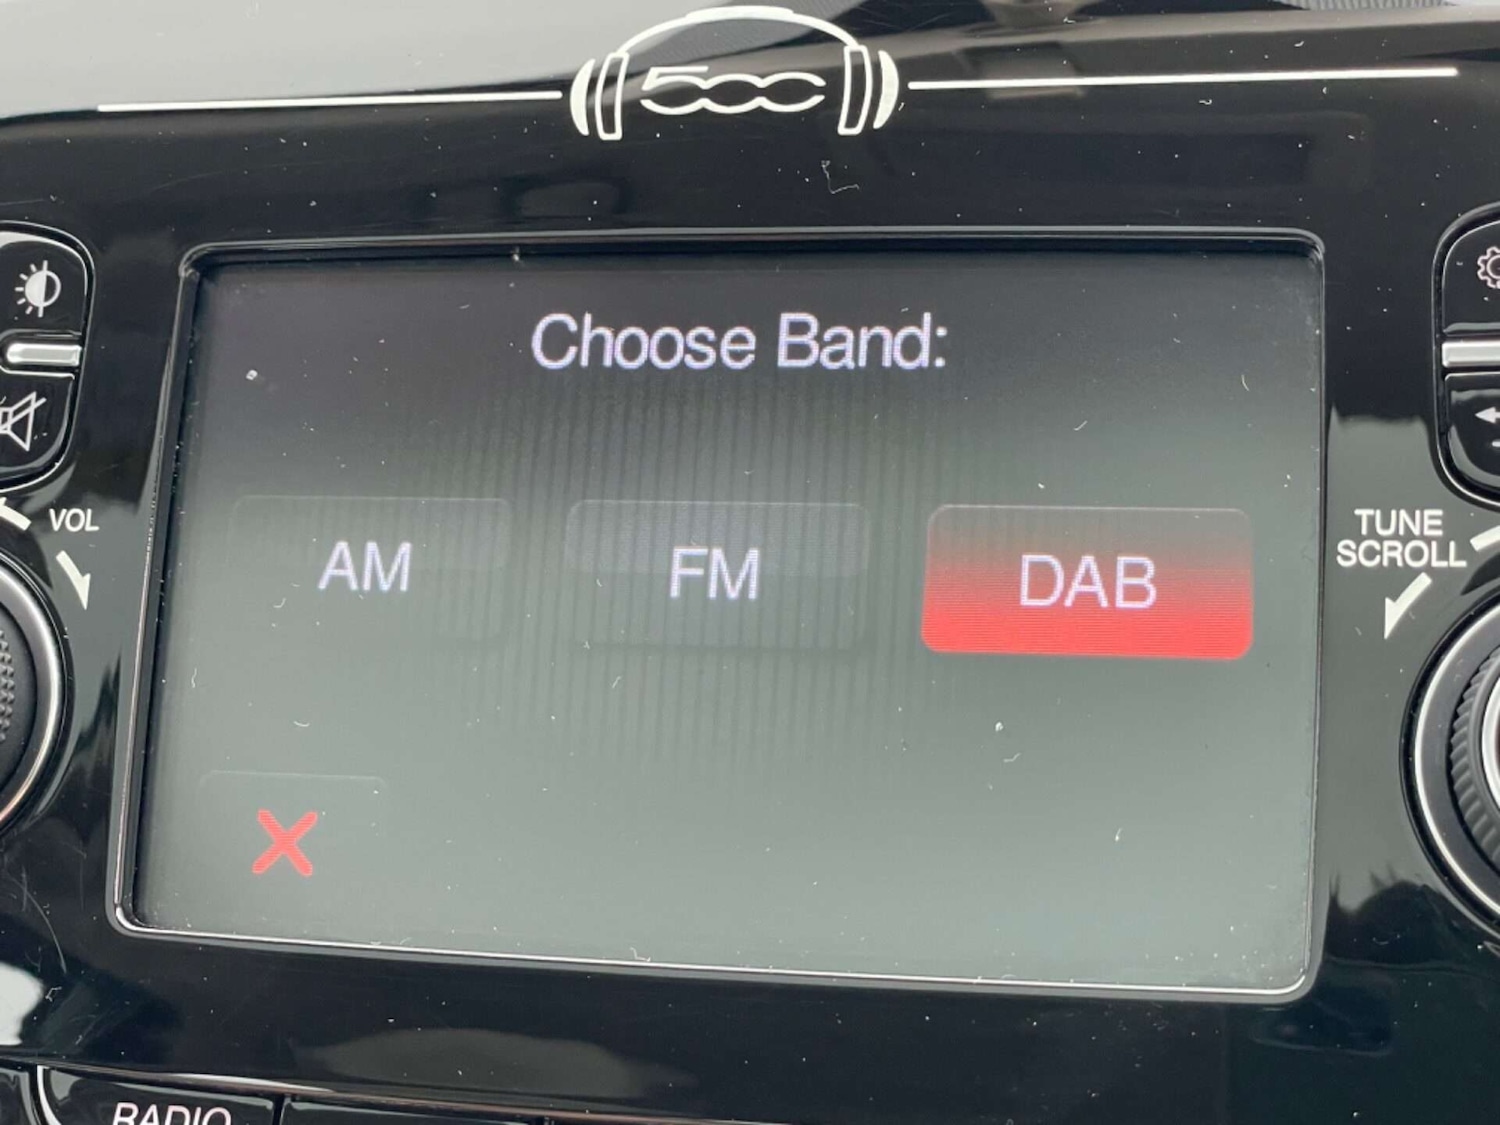 500
Choose Band:
VOL
TUNE
SCROLL
AM
FM
DAB
RADIO